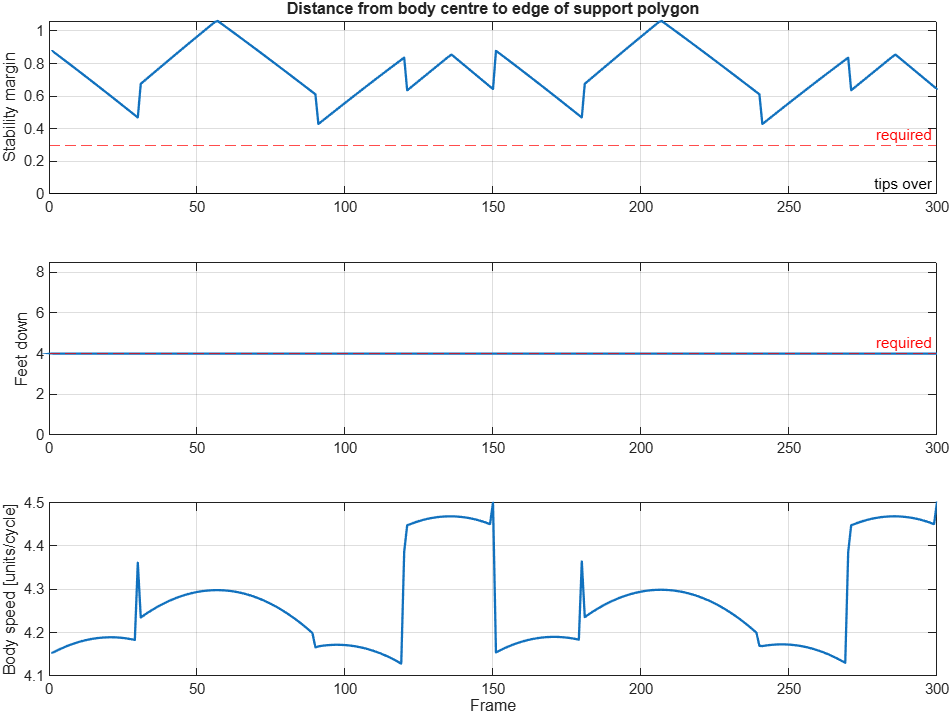 Distance from body centre to edge of support polygon
Stability margin
1
0.8
0.6
0.4
0.2
0
required
tips over
0 50 100 150 200 250 300
Feet down
8
6
4
2
0
required
0 50 100 150 200 250 300
Body speed [units/cycle]
4.5
4.4
4.3
4.2
4.1
0 50 100 150 200 250 300
Frame